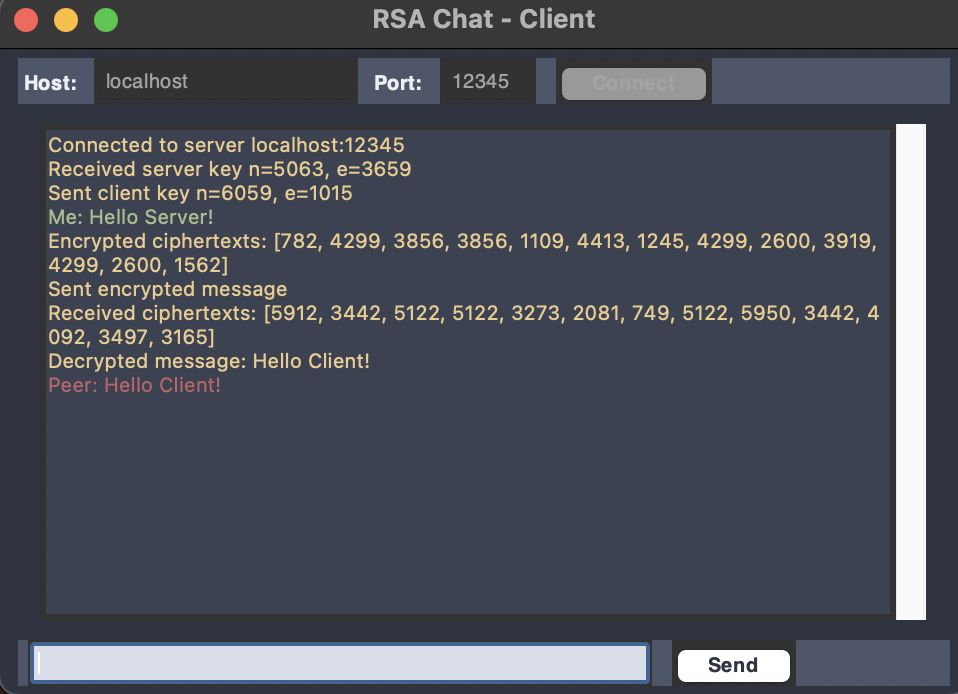 RSA Chat - Client
Host: localhost Port: 12345 Connect
Connected to server localhost:12345
Received server key n=5063, e=3659
Sent client key n=6059, e=1015
Me: Hello Server!
Encrypted ciphertexts: [782, 4299, 3856, 3856, 1109, 4413, 1245, 4299, 2600, 3919,
4299, 2600, 1562]
Sent encrypted message
Received ciphertexts: [5912, 3442, 5122, 5122, 3273, 2081, 749, 5122, 5950, 3442, 4
092, 3497, 3165]
Decrypted message: Hello Client!
Peer: Hello Client!
Send